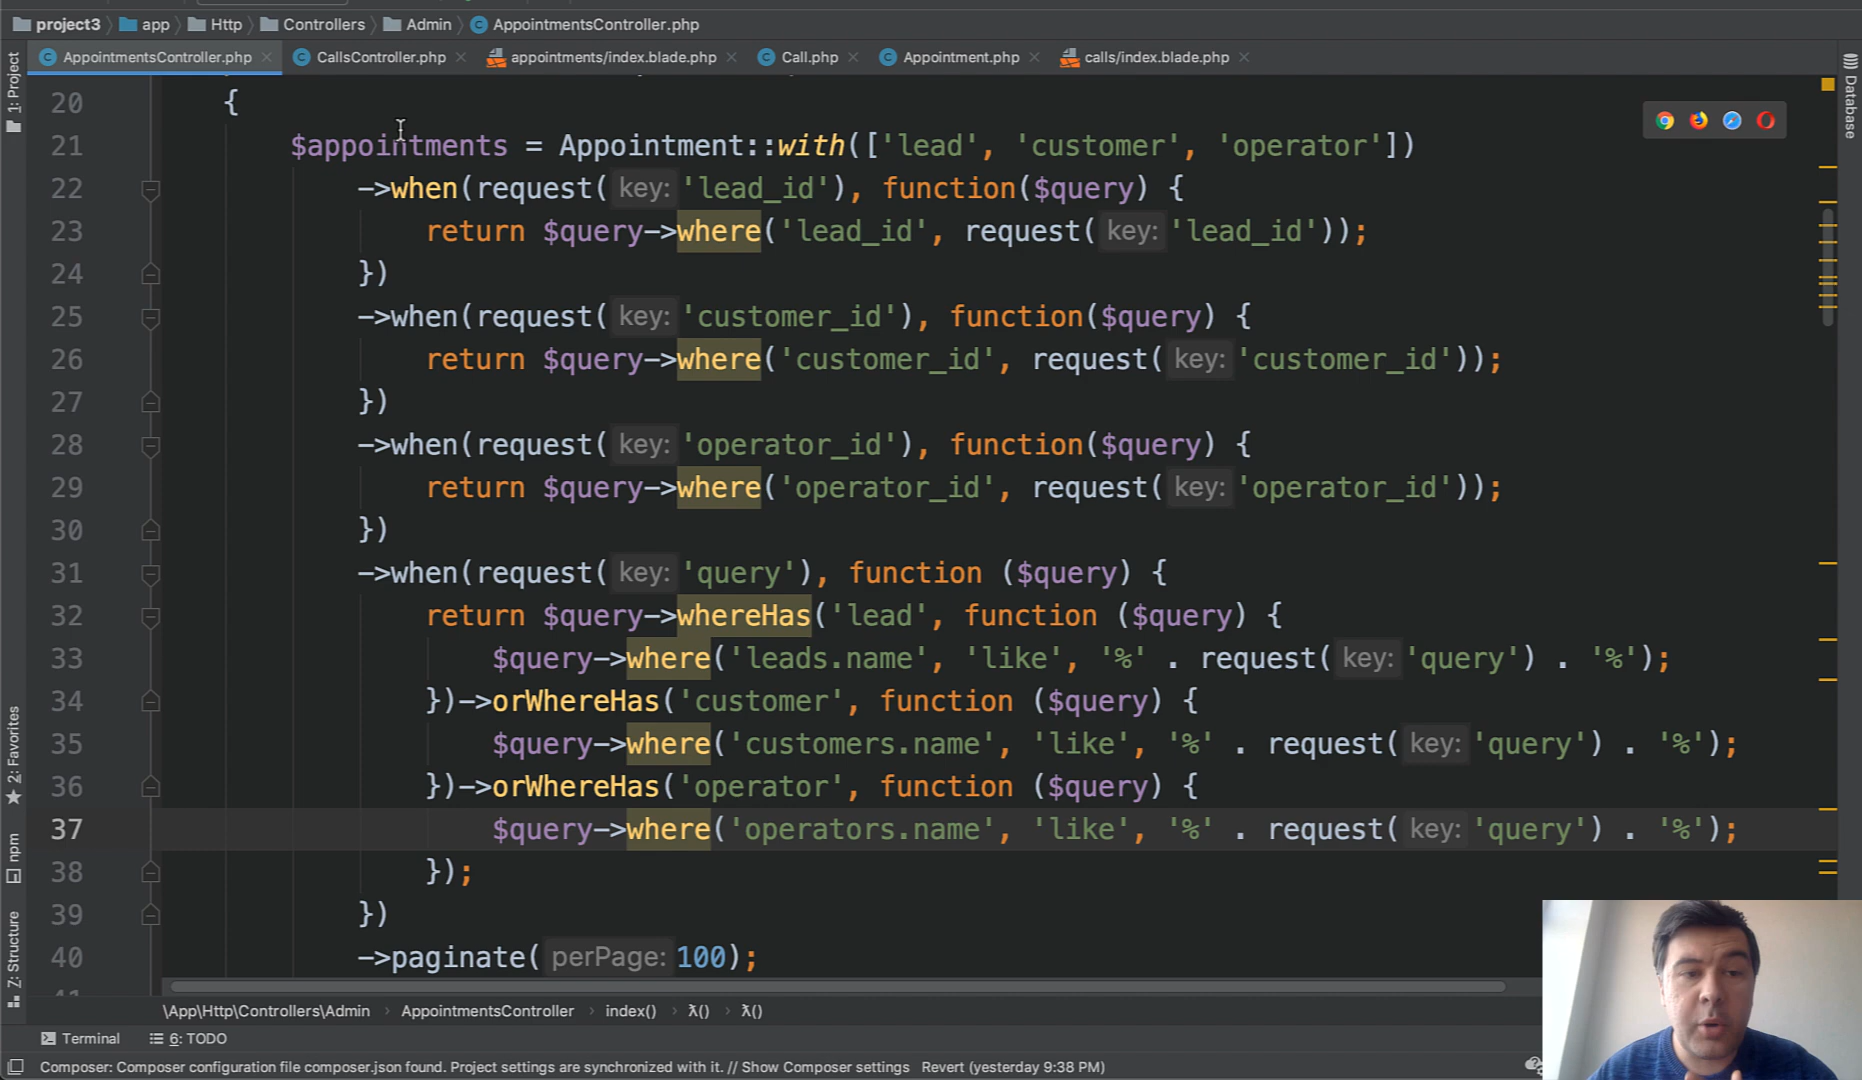 project3 app Http Controllers Admin AppointmentsController.php
AppointmentsController.php CallsController.php appointments/index.blade.php Call.php Appointment.php calls/index.blade.php
1: Project
Database
20 {
21 $appointments = Appointment::with(['lead', 'customer', 'operator'])
22 ->when(request( key: 'lead_id'), function($query) {
23 return $query->where('lead_id', request( key: 'lead_id'));
24 })
25 ->when(request( key: 'customer_id'), function($query) {
26 return $query->where('customer_id', request( key: 'customer_id'));
27 })
28 ->when(request( key: 'operator_id'), function($query) {
29 return $query->where('operator_id', request( key: 'operator_id'));
30 })
31 ->when(request( key: 'query'), function ($query) {
32 return $query->whereHas('lead', function ($query) {
33 $query->where('leads.name', 'like', '%' . request( key: 'query') . '%');
34 })->orWhereHas('customer', function ($query) {
35 $query->where('customers.name', 'like', '%' . request( key: 'query') . '%');
36 })->orWhereHas('operator', function ($query) {
37 $query->where('operators.name', 'like', '%' . request( key: 'query') . '%');
38 });
39 })
40 ->paginate( perPage: 100);
2: Favorites
npm
Z: Structure
\App\Http\Controllers\Admin AppointmentsController index() λ() λ()
Terminal 6: TODO
Composer: Composer configuration file composer.json found. Project settings are synchronized with it. // Show Composer settings Revert (yesterday 9:38 PM)